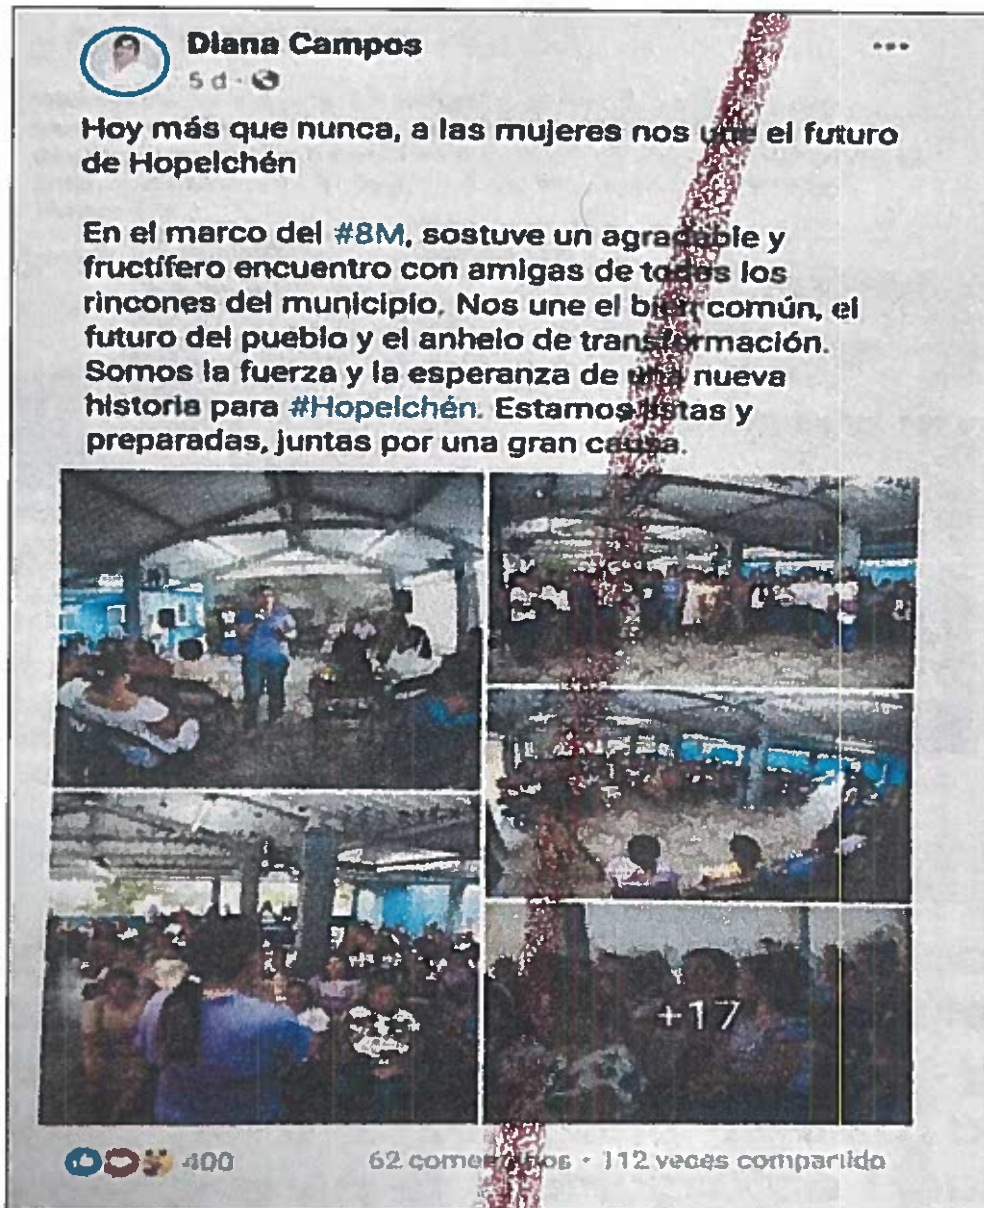 Diana Campos
5 d ·
Hoy más que nunca, a las mujeres nos une el futuro
de Hopelchén
En el marco del #8M, sostuve un agradable y
fructífero encuentro con amigas de todos los
rincones del municipio. Nos une el bien común, el
futuro del pueblo y el anhelo de transformación.
Somos la fuerza y la esperanza de una nueva
historia para #Hopelchén. Estamos listas y
preparadas, juntas por una gran causa.
+17
400 62 comentarios · 112 veces compartido